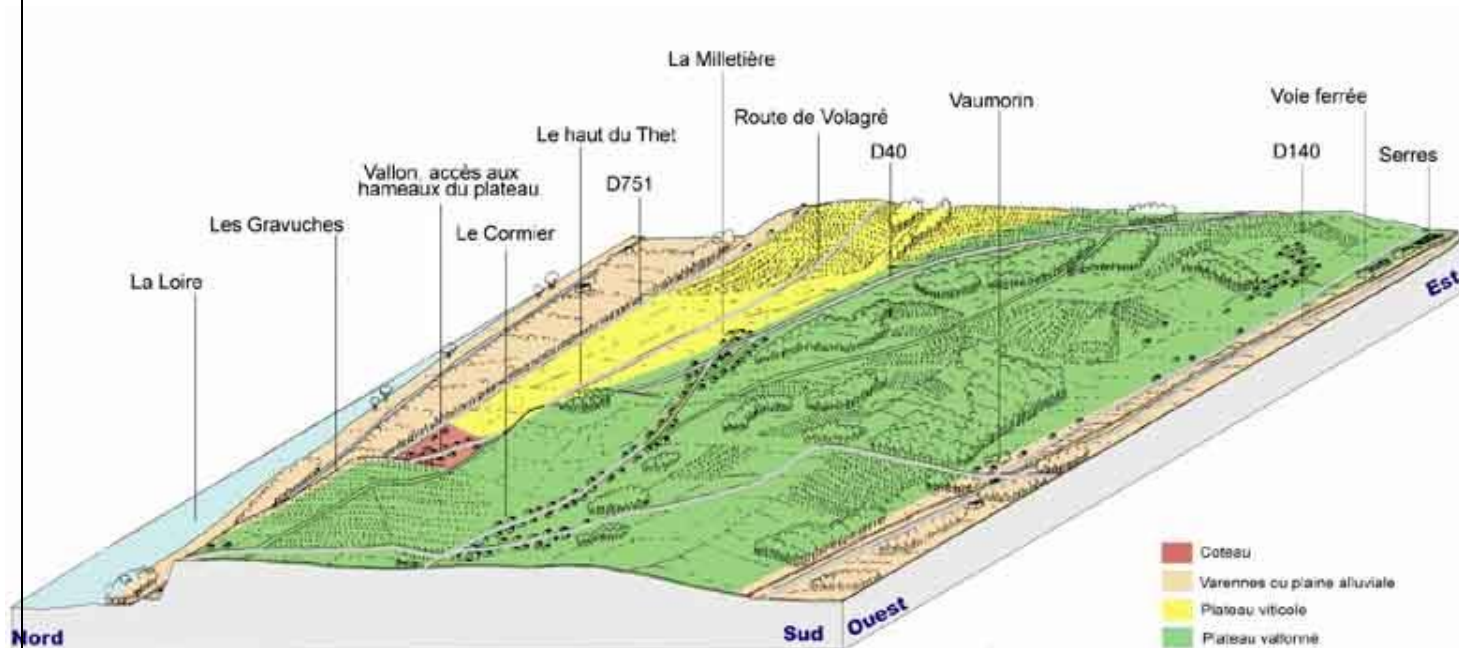 La Milletière
Route de Volagré
Vaumorin
Voie ferrée
Le haut du Thet
D40
D140
Serres
Vallon, accès aux
hameaux du plateau
D751
Les Gravuches
Le Cormier
La Loire
Est
Coteau
Varennes ou plaine alluviale
Plateau viticole
Plateau vallonné
Nord
Sud
Ouest